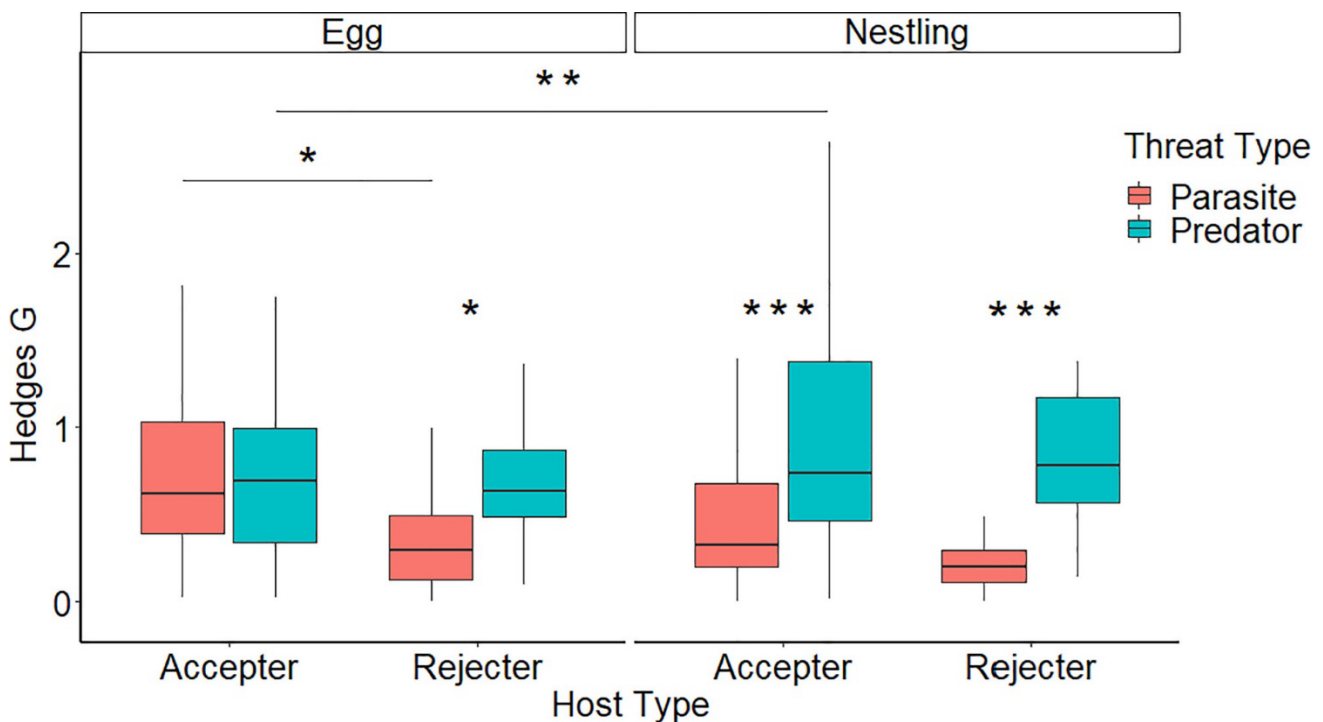 Egg
Nestling
**
*
Threat Type
Parasite
Predator
2
*
***
***
Hedges G
1
0
Accepter
Rejecter
Accepter
Rejecter
Host Type